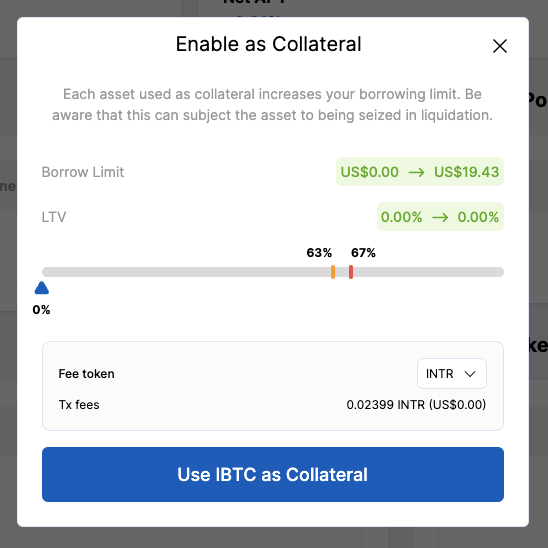 Enable as Collateral
Each asset used as collateral increases your borrowing limit. Be
aware that this can subject the asset to being seized in liquidation.
Borrow Limit US$0.00 → US$19.43
LTV 0.00% → 0.00%
63% 67%
0%
Fee token INTR
Tx fees 0.02399 INTR (US$0.00)
Use IBTC as Collateral